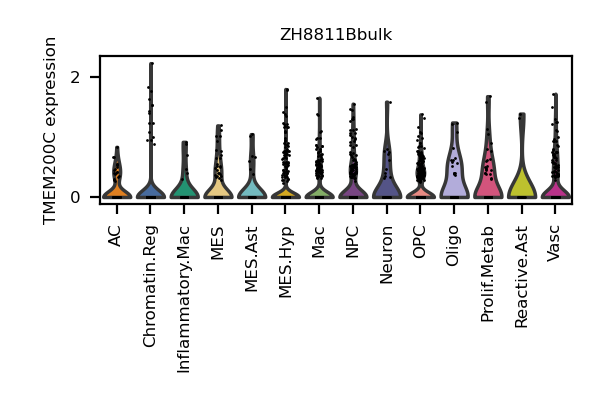 ZH8811Bbulk
TMEM200C expression
2
0
AC
Chromatin.Reg
Inflammatory.Mac
MES
MES.Ast
MES.Hyp
Mac
NPC
Neuron
OPC
Oligo
Prolif.Metab
Reactive.Ast
Vasc